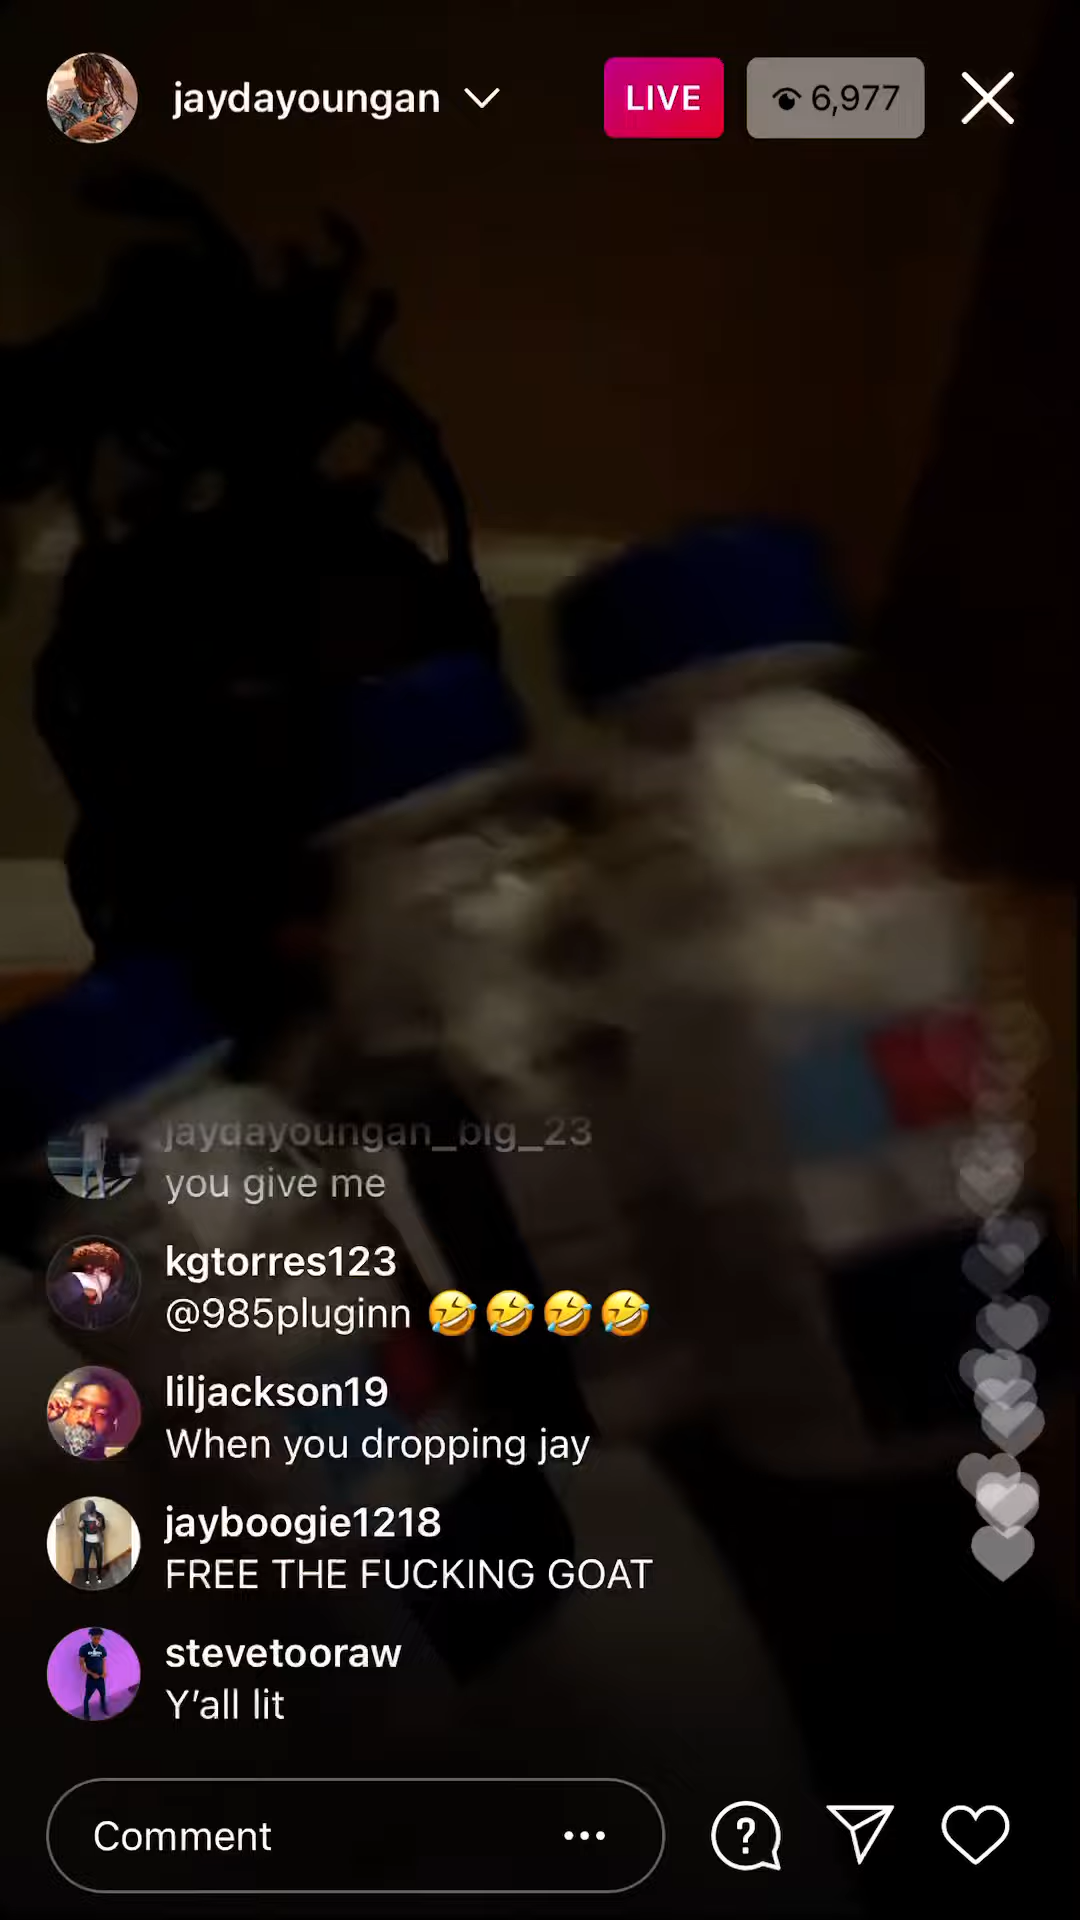 jaydayoungan
LIVE
6,977
jaydayoungan_big_23
you give me
kgtorres123
@985pluginn 🤣🤣🤣🤣
liljackson19
When you dropping jay
jayboogie1218
FREE THE FUCKING GOAT
stevetooraw
Y’all lit
Comment